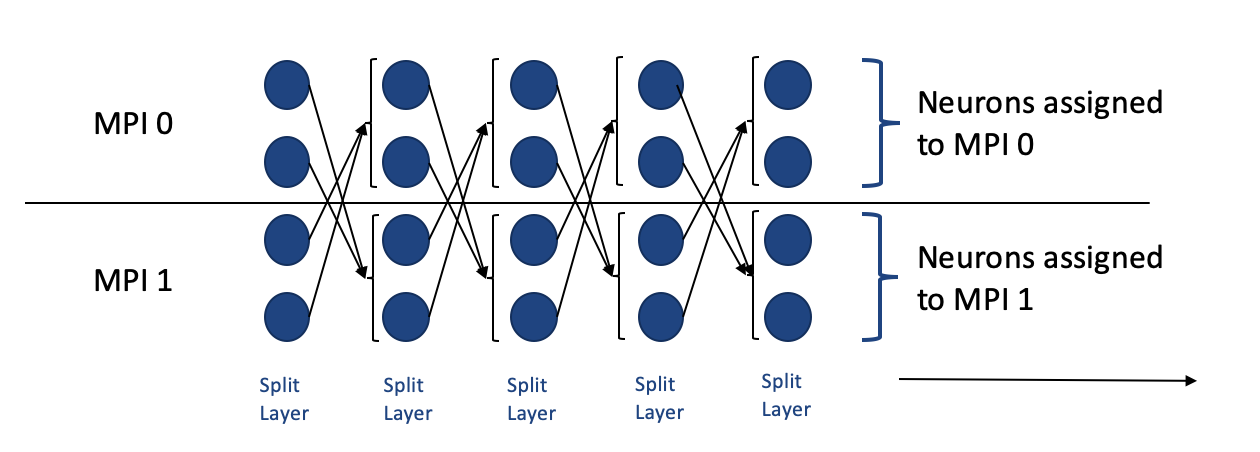 MPI 0
Neurons assigned
to MPI 0
MPI 1
Neurons assigned
to MPI 1
Split
Layer
Split
Layer
Split
Layer
Split
Layer
Split
Layer